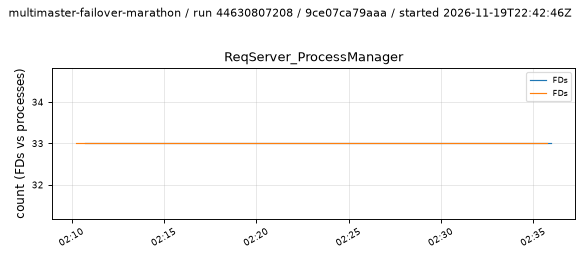 multimaster-failover-marathon / run 44630807208 / 9ce07ca79aaa / started 2026-11-19T22:42:46Z
ReqServer_ProcessManager
count (FDs vs processes)
34
33
32
FDs
FDs
02:10
02:15
02:20
02:25
02:30
02:35